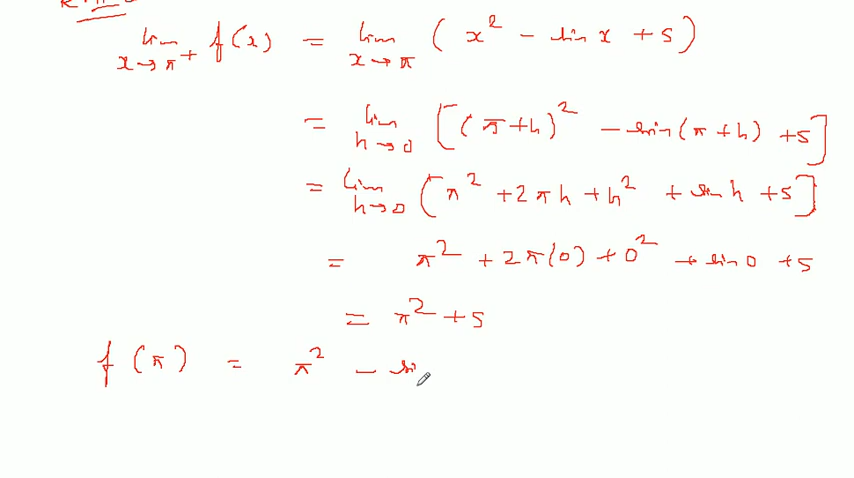 lim x→π+ f(x) = lim x→π (x² − sin x + 5)
= lim h→0 [(π+h)² − sin(π+h) + 5]
= lim h→0 (π² + 2πh + h² + sin h + 5]
= π² + 2π(0) + 0² + sin 0 + 5
= π² + 5
f(π) = π² − si